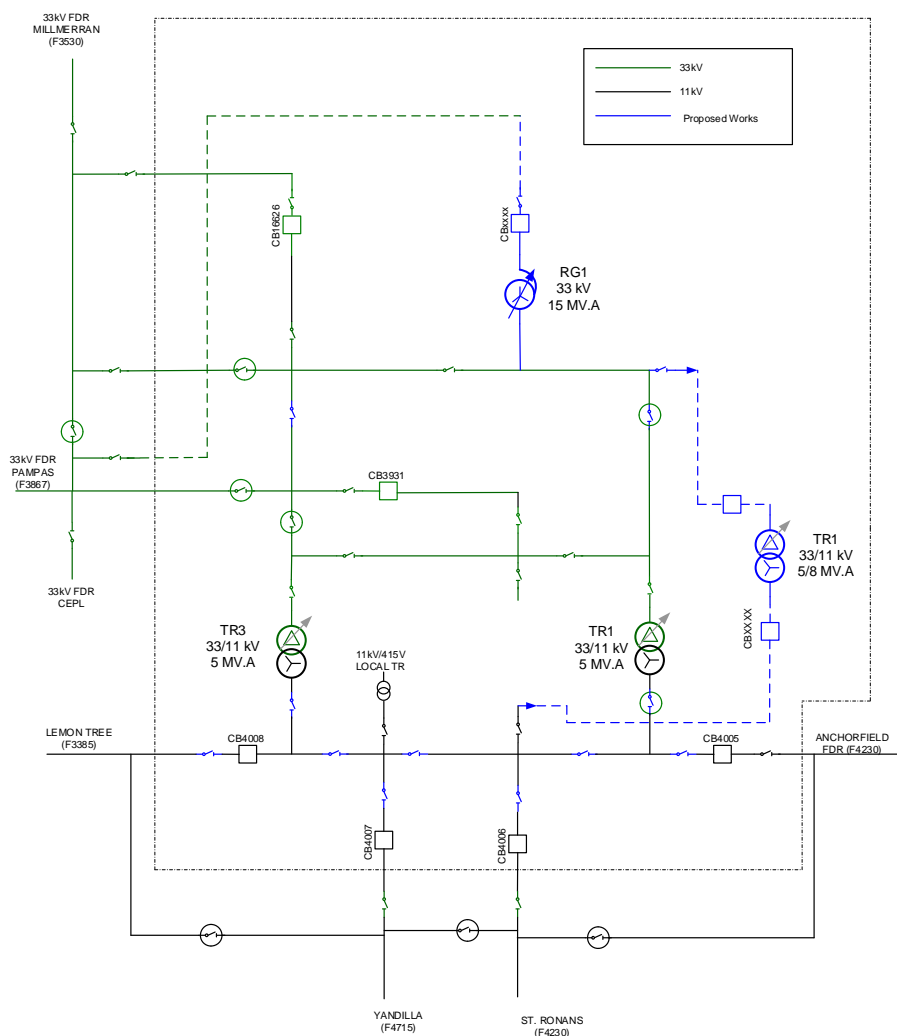 33kV FDR
MILLMERRAN
(F3530)
33kV
11kV
Proposed Works
CB16626
CBxxxx
RG1
33 kV
15 MV.A
33kV FDR
PAMPAS
(F3867)
CB3931
33kV FDR
CEPL
TR1
33/11 kV
5/8 MV.A
CBXXXX
TR3
33/11 kV
5 MV.A
11kV/415V
LOCAL TR
TR1
33/11 kV
5 MV.A
LEMON TREE
(F3385)
CB4008
CB4005
ANCHORFIELD
FDR (F4230)
CB4007
CB4006
YANDILLA
(F4715)
ST. RONANS
(F4230)